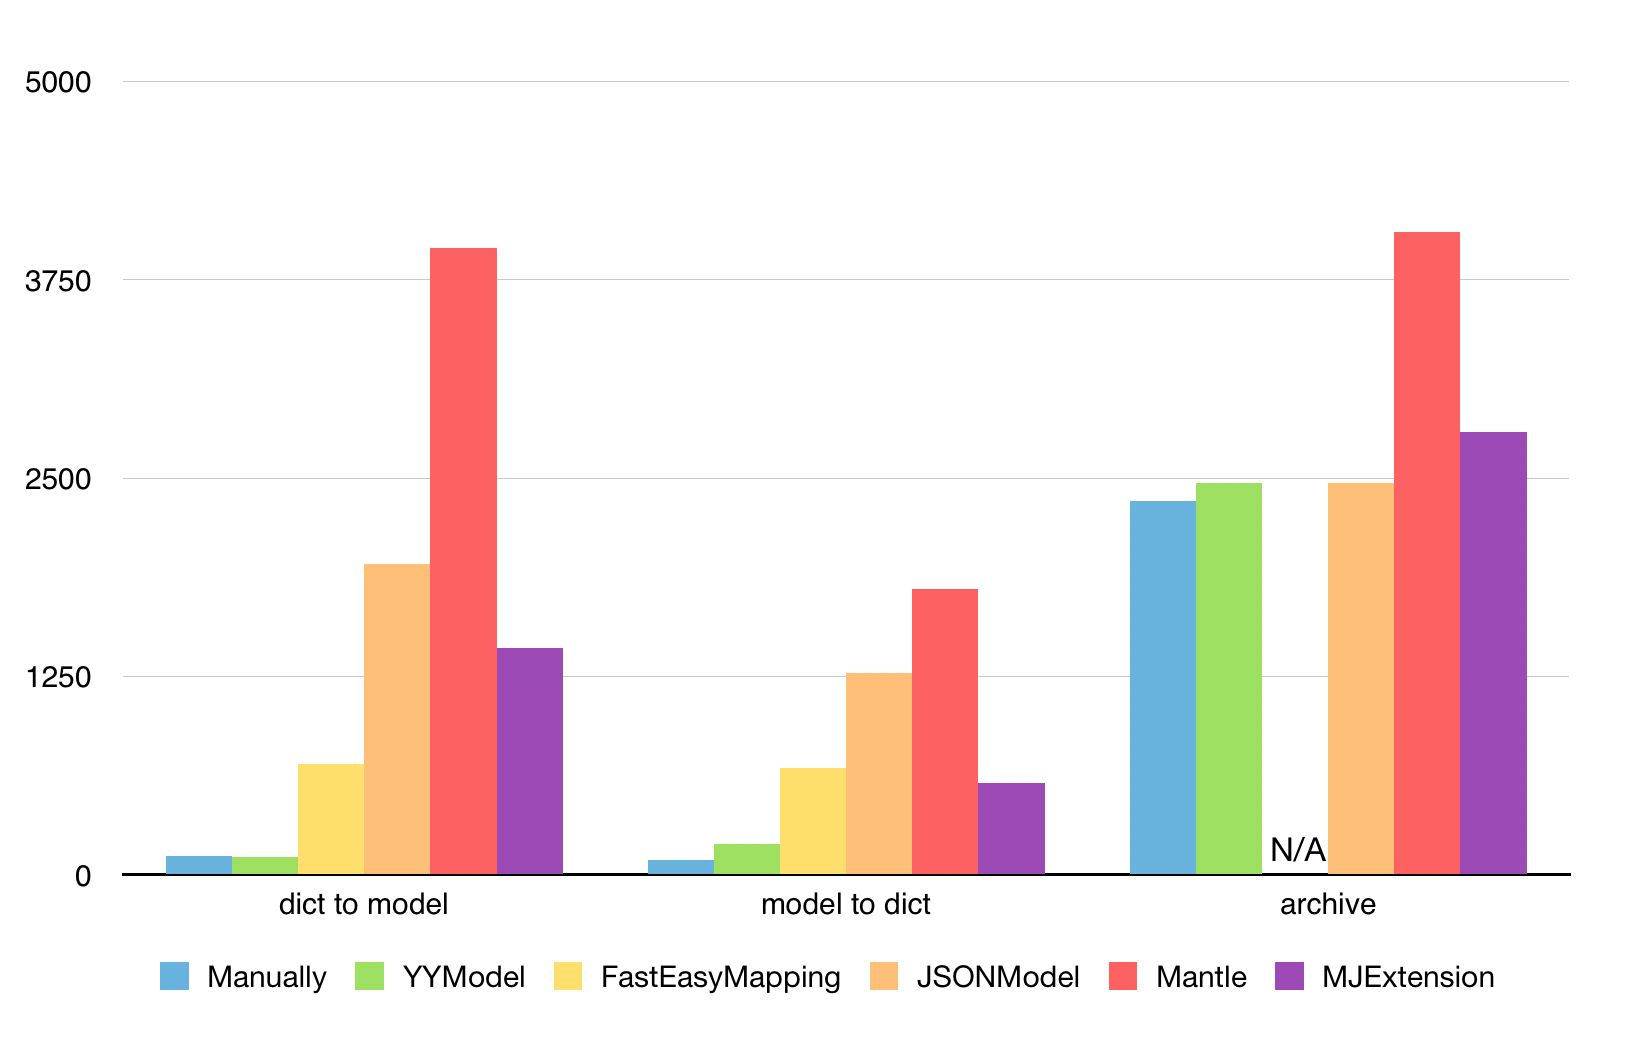 5000
3750
2500
1250
0
N/A
dict to model model to dict archive
Manually YYModel FastEasyMapping JSONModel Mantle MJExtension